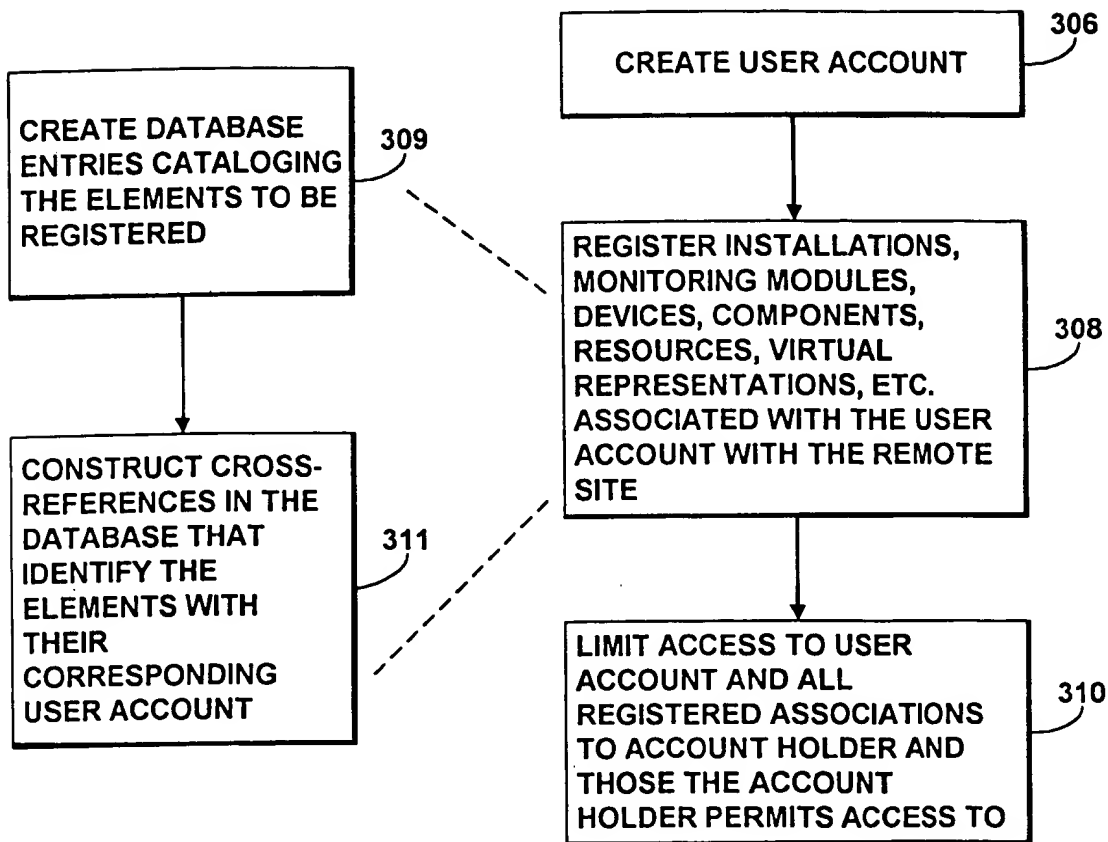 CREATE USER ACCOUNT
306
CREATE DATABASE
ENTRIES CATALOGING
THE ELEMENTS TO BE
REGISTERED
309
REGISTER INSTALLATIONS,
MONITORING MODULES,
DEVICES, COMPONENTS,
RESOURCES, VIRTUAL
REPRESENTATIONS, ETC.
ASSOCIATED WITH THE USER
ACCOUNT WITH THE REMOTE
SITE
308
CONSTRUCT CROSS-
REFERENCES IN THE
DATABASE THAT
IDENTIFY THE
ELEMENTS WITH
THEIR
CORRESPONDING
USER ACCOUNT
311
LIMIT ACCESS TO USER
ACCOUNT AND ALL
REGISTERED ASSOCIATIONS
TO ACCOUNT HOLDER AND
THOSE THE ACCOUNT
HOLDER PERMITS ACCESS TO
310